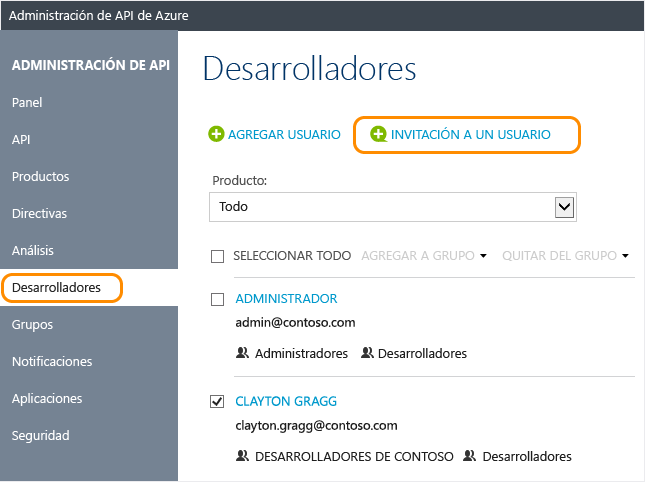 Administración de API de Azure
ADMINISTRACIÓN DE API
Panel
API
Productos
Directivas
Análisis
Desarrolladores
Grupos
Notificaciones
Aplicaciones
Seguridad
Desarrolladores
AGREGAR USUARIO INVITACIÓN A UN USUARIO
Producto:
Todo
SELECCIONAR TODO AGREGAR A GRUPO QUITAR DEL GRUPO
ADMINISTRADOR
admin@contoso.com
Administradores Desarrolladores
CLAYTON GRAGG
clayton.gragg@contoso.com
DESARROLLADORES DE CONTOSO Desarrolladores